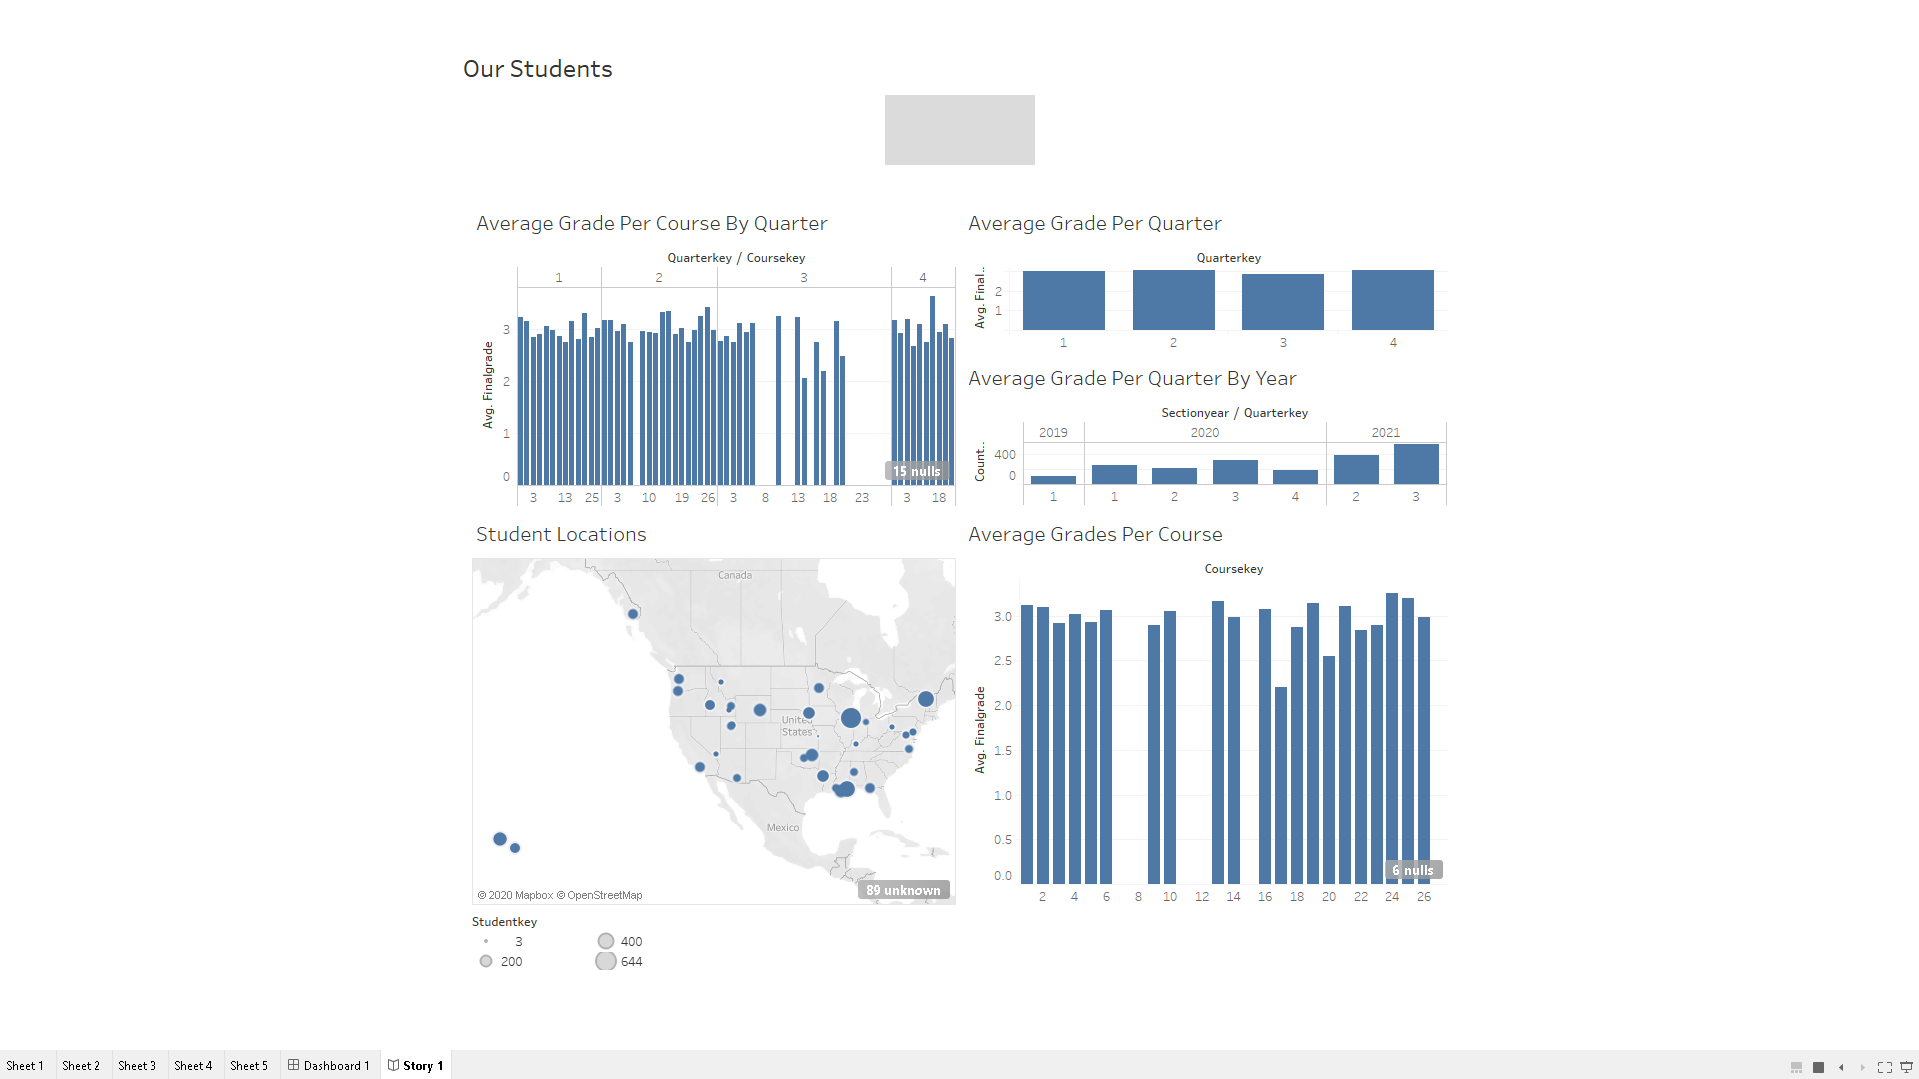 Our Students
Average Grade Per Course By Quarter
Quarterkey / Coursekey
1 2 3 4
Avg. Finalgrade
3
2
1
0
15 nulls
3 13 25 3 10 19 26 3 8 13 18 23 3 18
Average Grade Per Quarter
Quarterkey
Avg. Final..
2
1
1 2 3 4
Average Grade Per Quarter By Year
Sectionyear / Quarterkey
2019 2020 2021
Count..
400
0
1 1 2 3 4 2 3
Student Locations
Canada
United
States
Mexico
© 2020 Mapbox © OpenStreetMap
89 unknown
Studentkey
3 400
200 644
Average Grades Per Course
Coursekey
Avg. Finalgrade
3.0
2.5
2.0
1.5
1.0
0.5
0.0
6 nulls
2 4 6 8 10 12 14 16 18 20 22 24 26
Sheet 1 Sheet 2 Sheet 3 Sheet 4 Sheet 5 Dashboard 1 Story 1